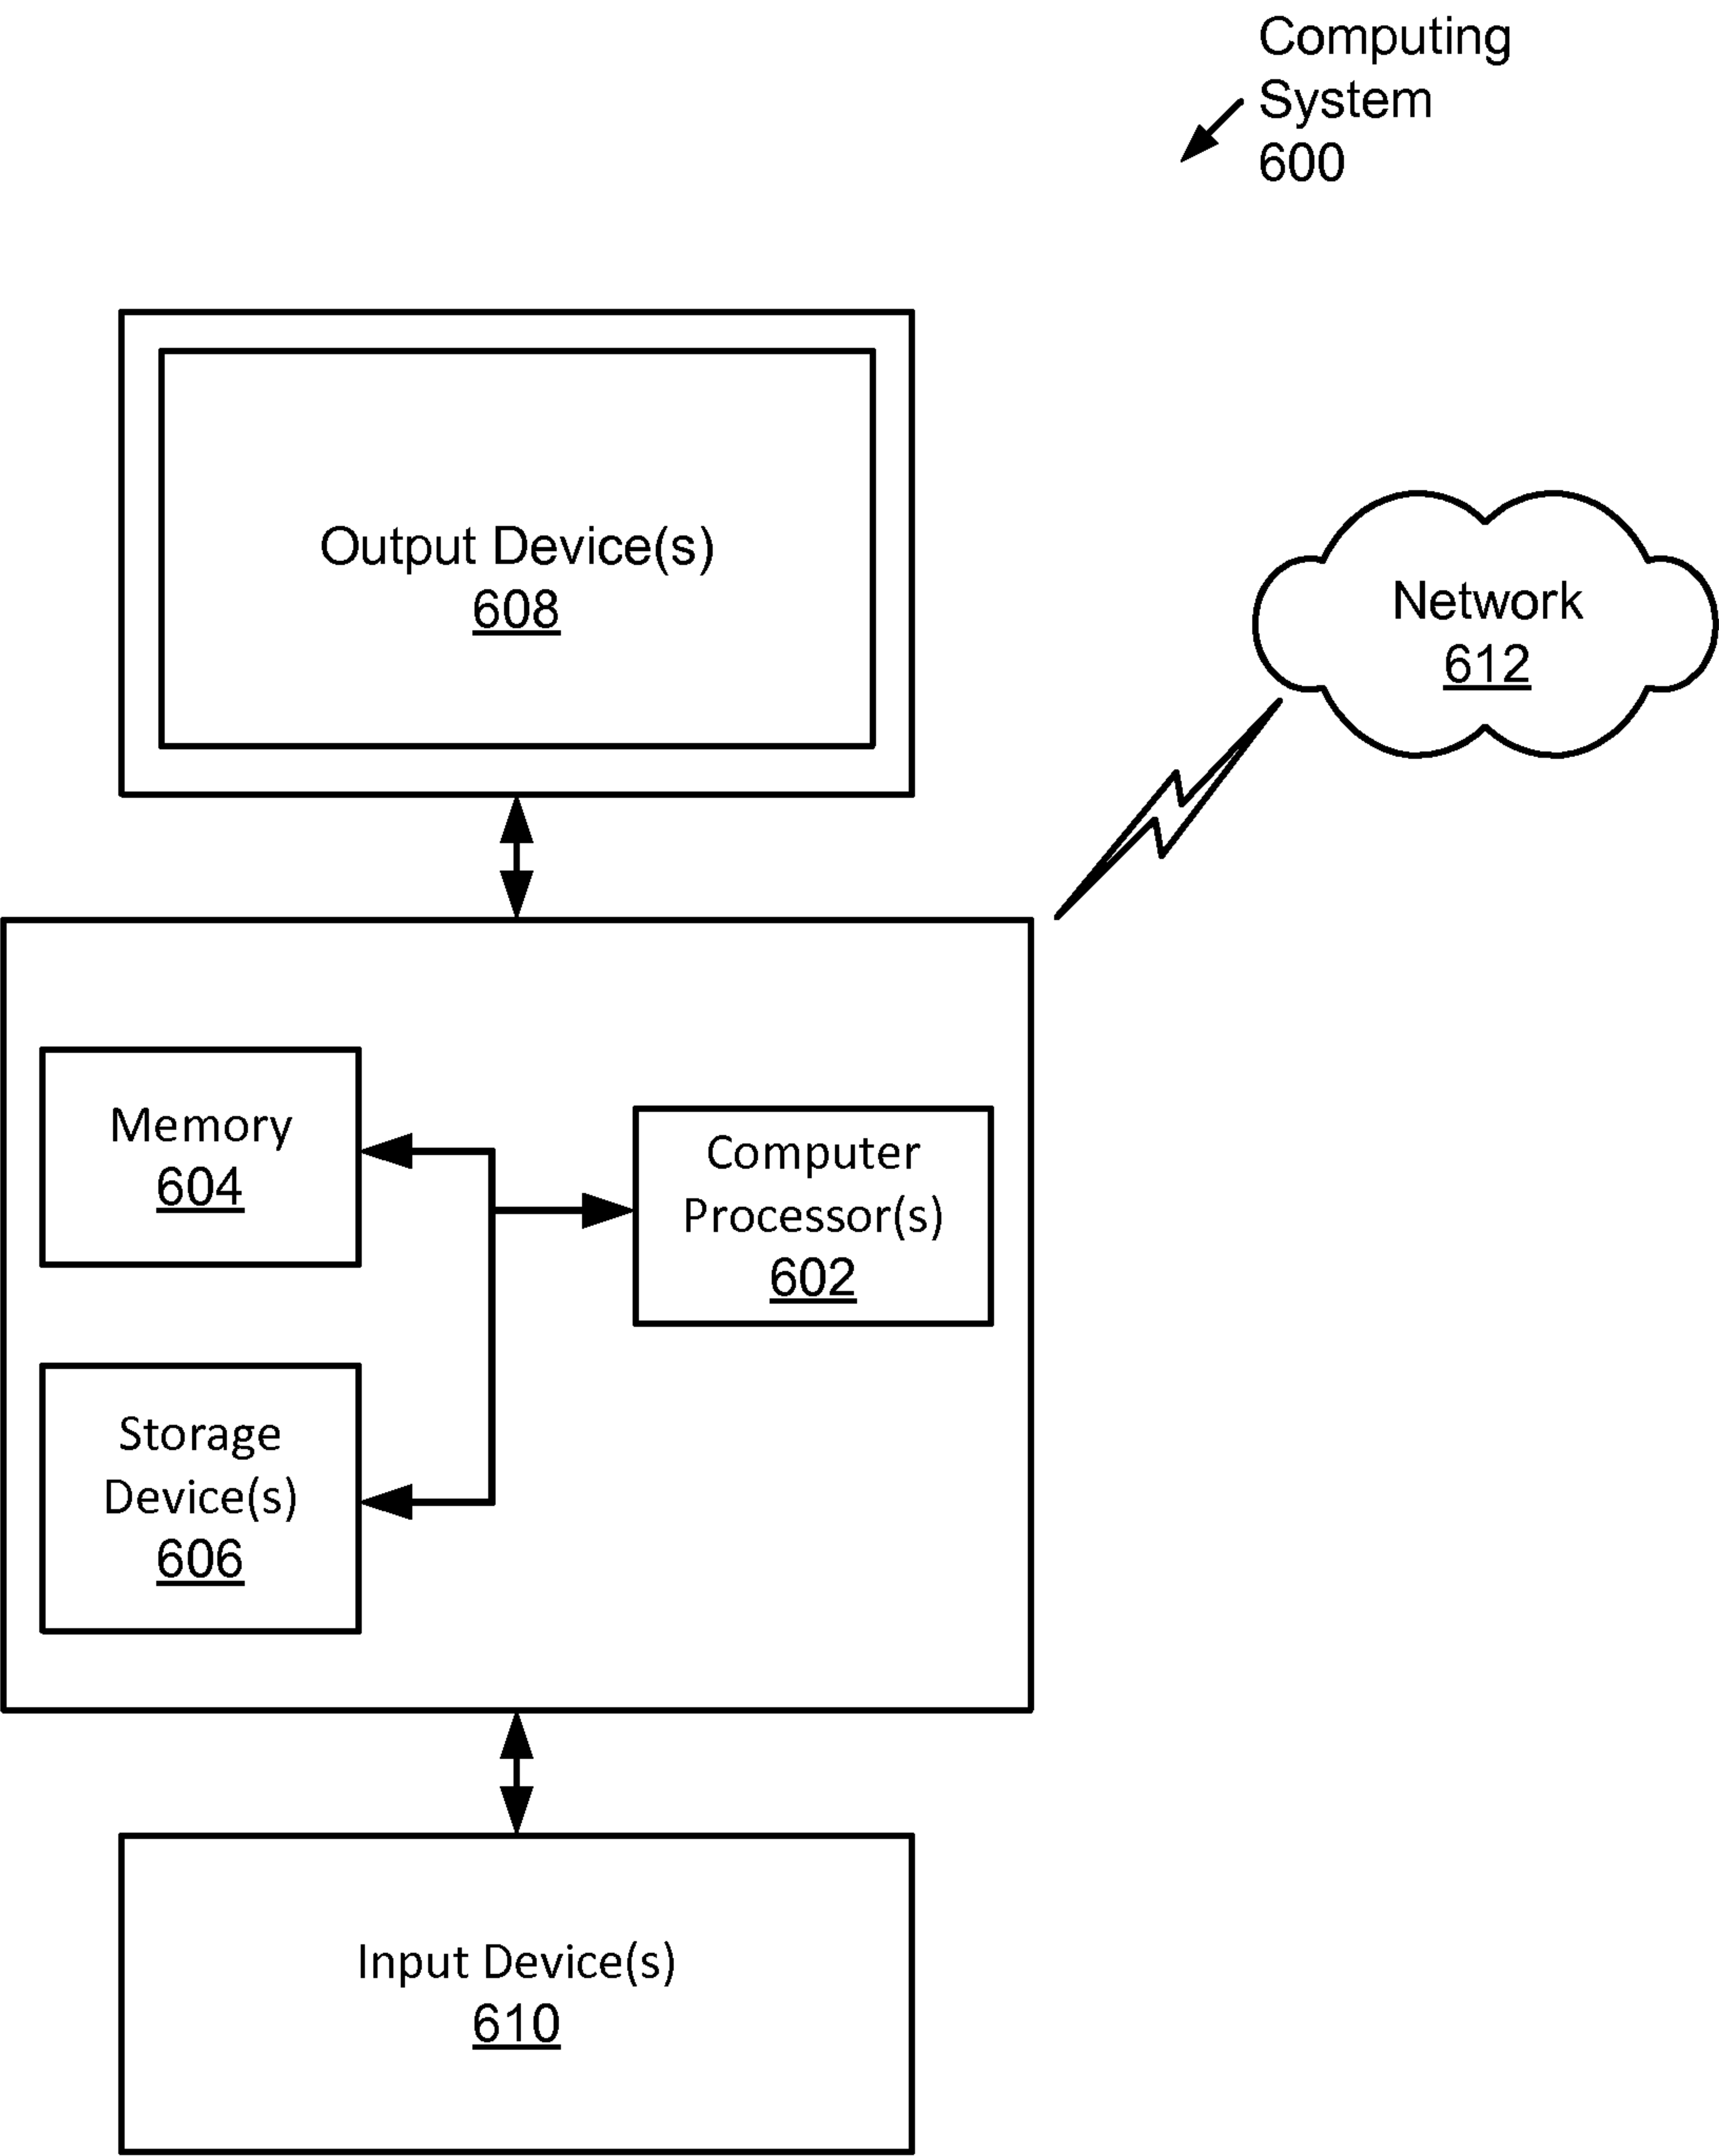 Computing
System
600
Output Device(s)
608
Network
612
Memory
604
Computer
Processor(s)
602
Storage
Device(s)
606
Input Device(s)
610